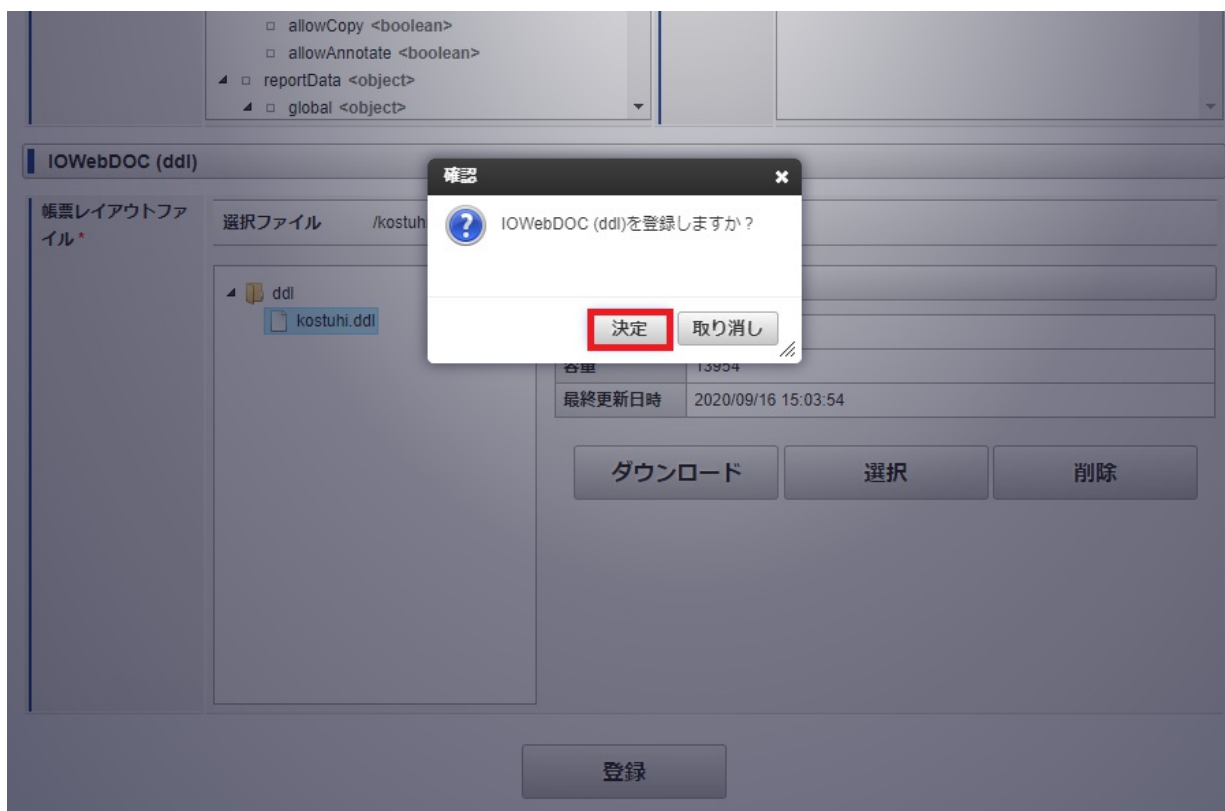 allowCopy <boolean>
allowAnnotate <boolean>
reportData <object>
global <object>
IOWebDOC (ddl)
確認
帳票レイアウトファ
イル *
選択ファイル /kostuh
IOWebDOC (ddl)を登録しますか？
ddl
kostuhi.ddl
決定 取り消し
容量 13954
最終更新日時 2020/09/16 15:03:54
ダウンロード 選択 削除
登録